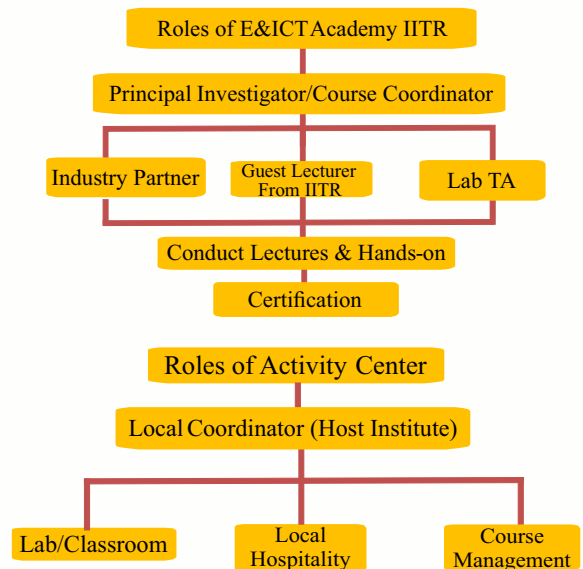 Roles of E&ICT Academy IITR
Principal Investigator/Course Coordinator
Industry Partner
Guest Lecturer
From IITR
Lab TA
Conduct Lectures & Hands-on
Certification
Roles of Activity Center
Local Coordinator (Host Institute)
Lab/Classroom
Local
Hospitality
Course
Management